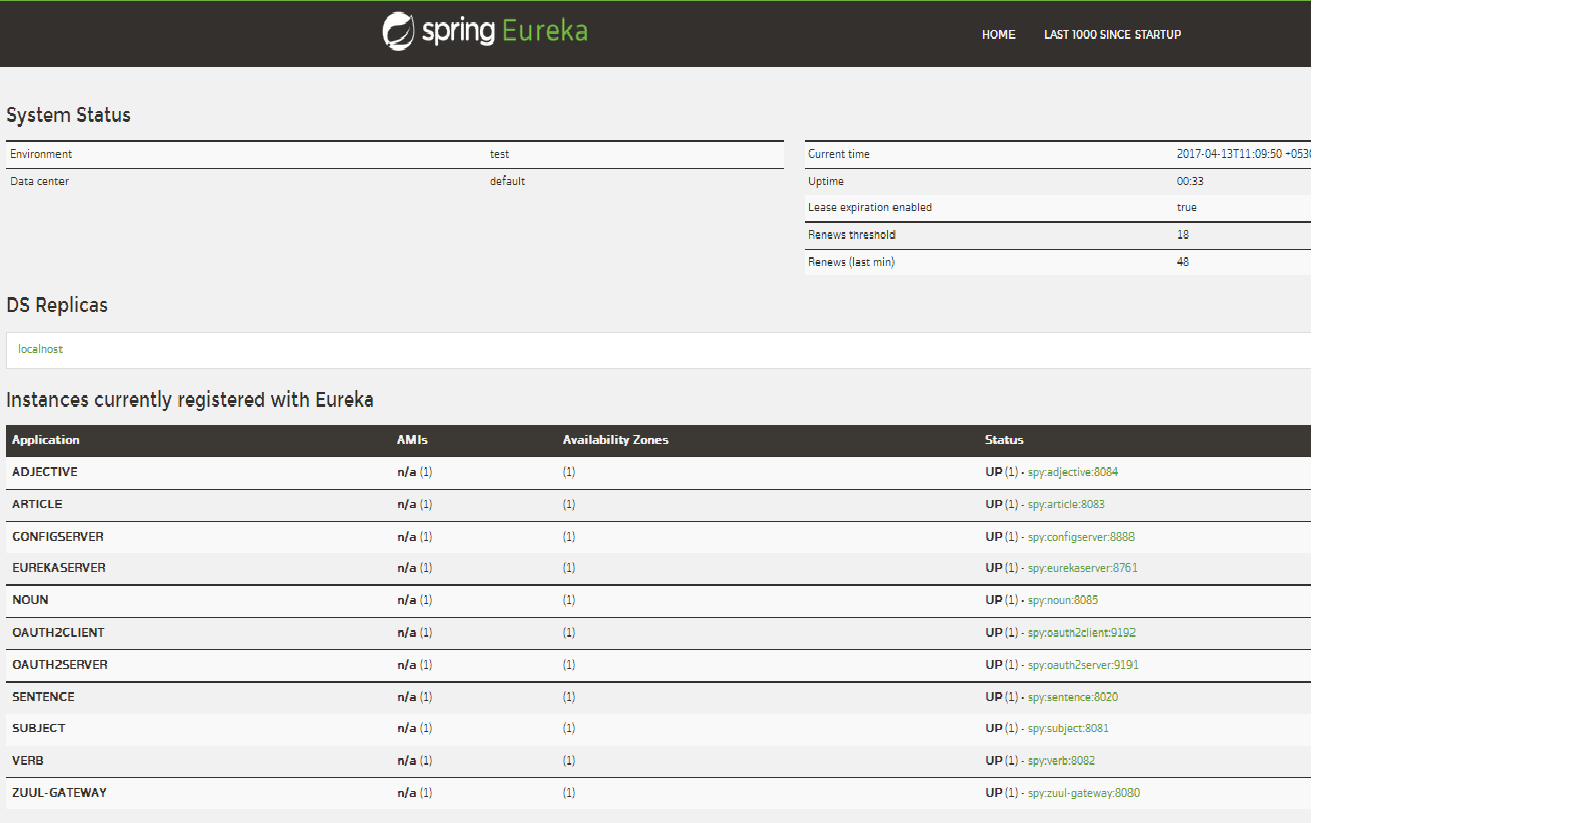 spring Eureka
HOME LAST 1000 SINCE STARTUP
System Status
Environment test
Data center default
Current time 2017-04-13T11:09:50 +053
Uptime 00:33
Lease expiration enabled true
Renews threshold 18
Renews (last min) 48
DS Replicas
localhost
Instances currently registered with Eureka
Application AMIs Availability Zones Status
ADJECTIVE n/a (1) (1) UP (1) - spy:adjective:8084
ARTICLE n/a (1) (1) UP (1) - spy:article:8083
CONFIGSERVER n/a (1) (1) UP (1) - spy:configserver:8888
EUREKASERVER n/a (1) (1) UP (1) - spy:eurekaserver:8761
NOUN n/a (1) (1) UP (1) - spy:noun:8085
OAUTH2CLIENT n/a (1) (1) UP (1) - spy:oauth2client:9192
OAUTH2SERVER n/a (1) (1) UP (1) - spy:oauth2server:9191
SENTENCE n/a (1) (1) UP (1) - spy:sentence:8020
SUBJECT n/a (1) (1) UP (1) - spy:subject:8081
VERB n/a (1) (1) UP (1) - spy:verb:8082
ZUUL-GATEWAY n/a (1) (1) UP (1) - spy:zuul-gateway:8080